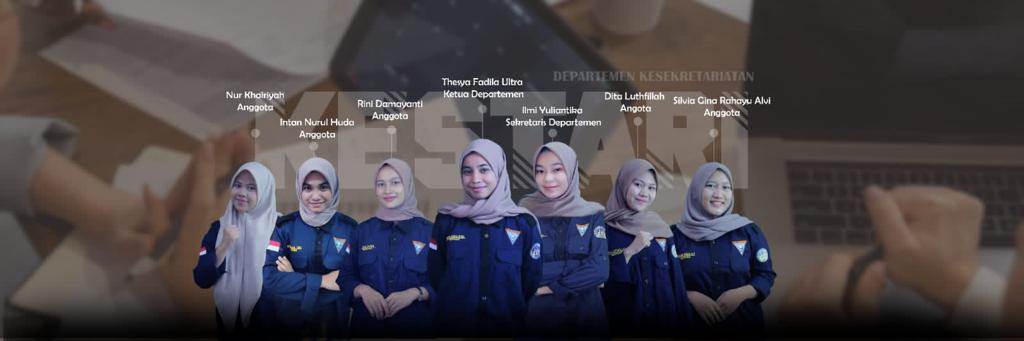 DEPARTEMEN KESEKRETARIATAN
KESTARI
Nur Khairiyah
Anggota
Intan Nurul Huda
Anggota
Rini Damayanti
Anggota
Thesya Fadila Ultra
Ketua Departemen
Ilmi Yuliantika
Sekretaris Departemen
Dita Luthfillah
Angota
Silvia Gina Rahayu Alvi
Anggota